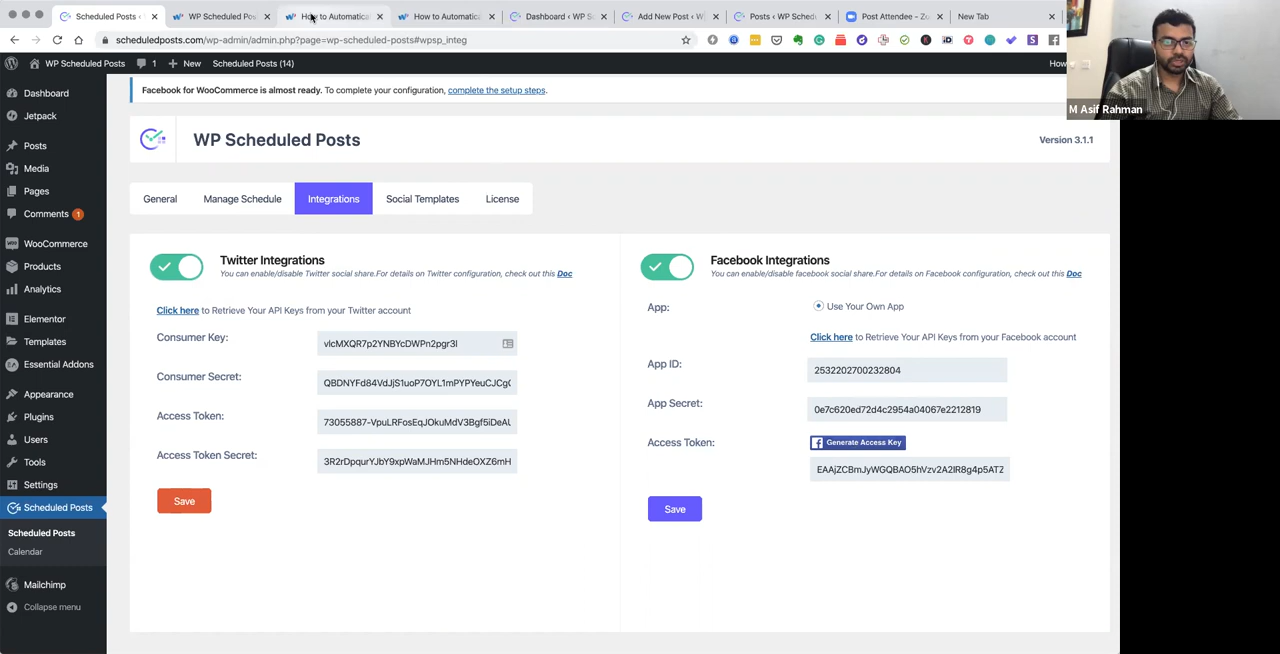 Scheduled Posts ‹
WP Scheduled Pos
How to Automatica
How to Automatic
Dashboard ‹ WP S
Add New Post ‹ W
Posts ‹ WP Sched
Post Attendee - Zo
New Tab
scheduledposts.com/wp-admin/admin.php?page=wp-scheduled-posts#wpsp_integ
WP Scheduled Posts
1
New
Scheduled Posts (14)
How
M Asif Rahman
Dashboard
Jetpack
Posts
Media
Pages
Comments 1
WooCommerce
Products
Analytics
Elementor
Templates
Essential Addons
Appearance
Plugins
Users
Tools
Settings
Scheduled Posts
Scheduled Posts
Calendar
Mailchimp
Collapse menu
Facebook for WooCommerce is almost ready. To complete your configuration, complete the setup steps.
WP Scheduled Posts
Version 3.1.1
General
Manage Schedule
Integrations
Social Templates
License
Twitter Integrations
You can enable/disable Twitter social share.For details on Twitter configuration, check out this Doc
Click here to Retrieve Your API Keys from your Twitter account
Consumer Key:
vlcMXQR7p2YNBYcDWPn2pgr3l
Consumer Secret:
QBDNYFd84VdJjS1uoP7OYL1mPYPYeuCJCg(
Access Token:
73055887-VpuLRFosEqJOkuMdV3Bgf5iDeAL
Access Token Secret:
3R2rDpqurYJbY9xpWaMJHm5NHdeOXZ6mH
Save
Facebook Integrations
You can enable/disable facebook social share.For details on Facebook configuration, check out this Doc
App:
Use Your Own App
Click here to Retrieve Your API Keys from your Facebook account
App ID:
2532202700232804
App Secret:
0e7c620ed72d4c2954a04067e2212819
Access Token:
Generate Access Key
EAAjZCBmJyWGQBAO5hVzv2A2IR8g4p5ATZ
Save